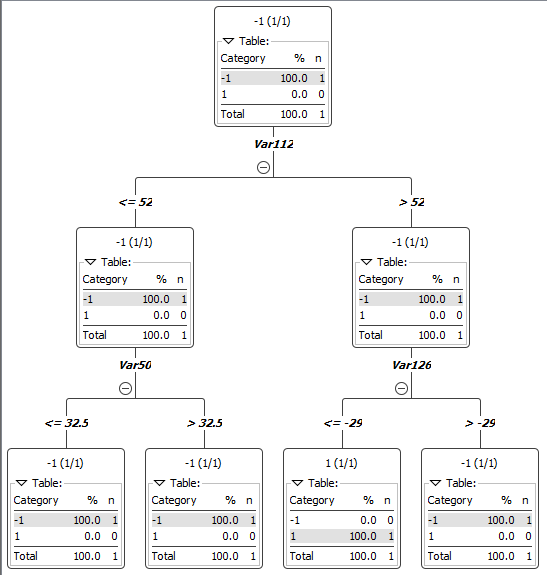 -1 (1/1)
Table:
Category % n
-1 100.0 1
1 0.0 0
Total 100.0 1
Var112
<= 52
> 52
-1 (1/1)
Table:
Category % n
-1 100.0 1
1 0.0 0
Total 100.0 1
-1 (1/1)
Table:
Category % n
-1 100.0 1
1 0.0 0
Total 100.0 1
Var50
Var126
<= 32.5
> 32.5
<= -29
> -29
-1 (1/1)
Table:
Category % n
-1 100.0 1
1 0.0 0
Total 100.0 1
-1 (1/1)
Table:
Category % n
-1 100.0 1
1 0.0 0
Total 100.0 1
1 (1/1)
Table:
Category % n
-1 0.0 0
1 100.0 1
Total 100.0 1
-1 (1/1)
Table:
Category % n
-1 100.0 1
1 0.0 0
Total 100.0 1